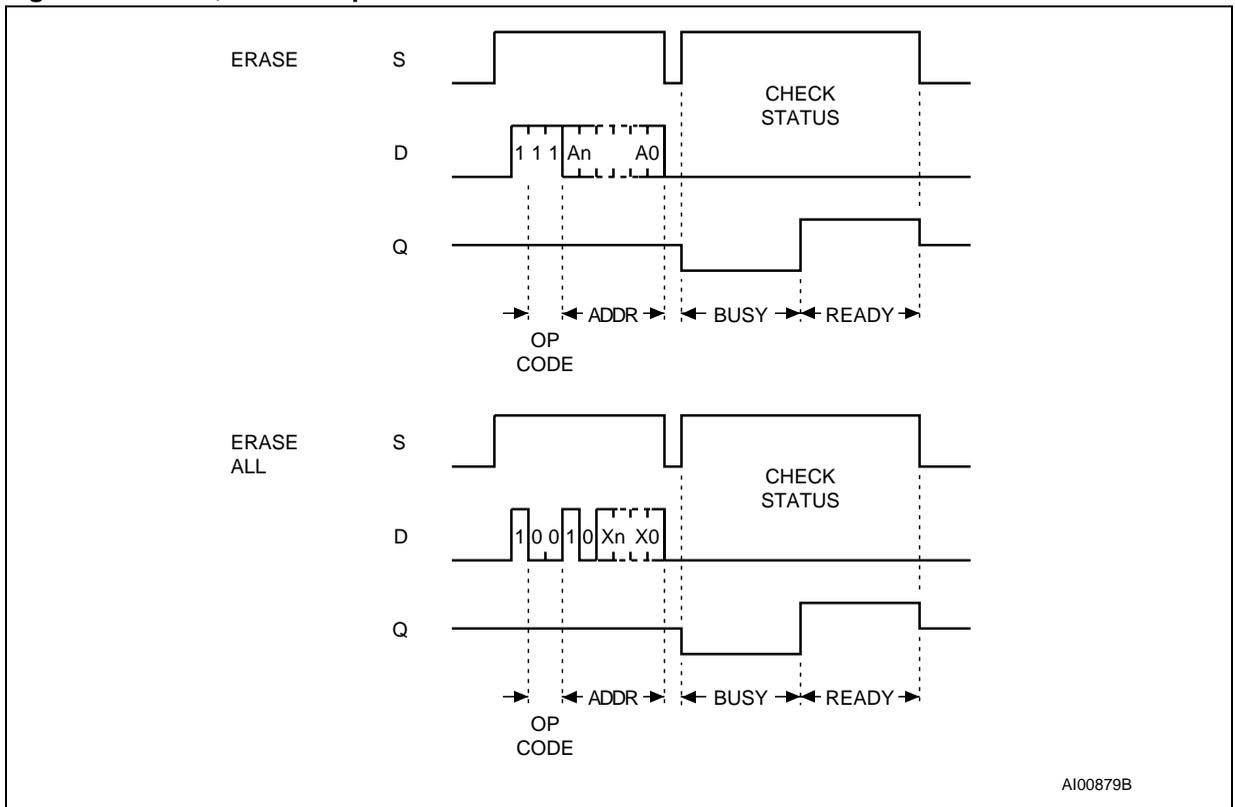 ERASE S
CHECK
STATUS
D 1 1 1 An A0
Q
ADDR BUSY READY
OP
CODE
ERASE
ALL
S
CHECK
STATUS
D 1 0 0 1 0 Xn X0
Q
ADDR BUSY READY
OP
CODE
AI00879B